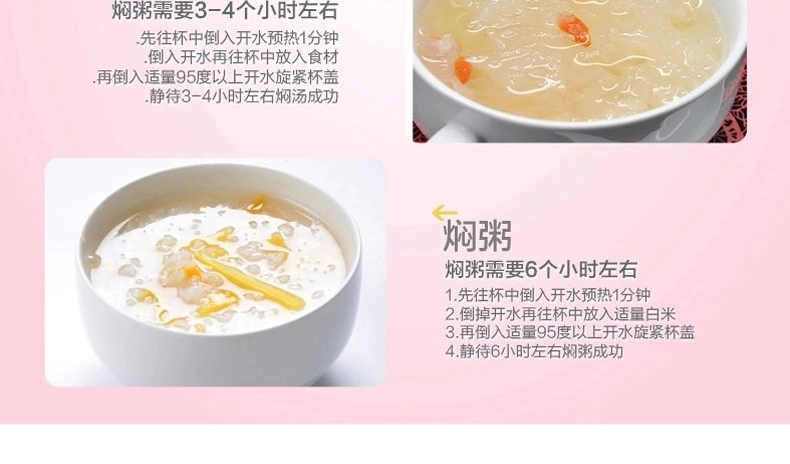 焖粥需要3-4个小时左右
.先往杯中倒入开水预热1分钟
.倒入开水再往杯中放入食材
.再倒入适量95度以上开水旋紧杯盖
.静待3-4小时左右焖汤成功
焖粥
焖粥需要6个小时左右
1.先往杯中倒入开水预热1分钟
2.倒掉开水再往杯中放入适量白米
3.再倒入适量95度以上开水旋紧杯盖
4.静待6小时左右焖粥成功